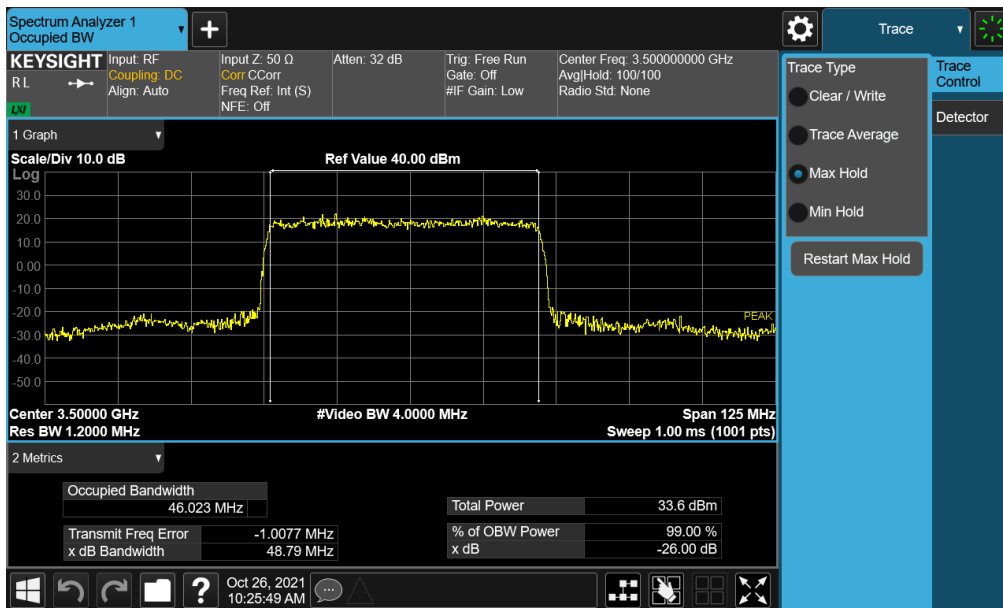 Spectrum Analyzer 1
Occupied BW
+
Trace
KEYSIGHT
R L
LXI
Input: RF
Coupling: DC
Align: Auto
Input Z: 50 Ω
Corr CCorr
Freq Ref: Int (S)
NFE: Off
Atten: 32 dB
Trig: Free Run
Gate: Off
#IF Gain: Low
Center Freq: 3.500000000 GHz
Avg|Hold: 100/100
Radio Std: None
Trace Type
Clear / Write
Trace Average
Max Hold
Min Hold
Restart Max Hold
Trace
Control
Detector
1 Graph
Scale/Div 10.0 dB
Ref Value 40.00 dBm
Log
30.0
20.0
10.0
0.00
-10.0
-20.0
-30.0
-40.0
-50.0
PEAK
Center 3.50000 GHz
#Video BW 4.0000 MHz
Span 125 MHz
Res BW 1.2000 MHz
Sweep 1.00 ms (1001 pts)
2 Metrics
Occupied Bandwidth
46.023 MHz
Transmit Freq Error -1.0077 MHz
x dB Bandwidth 48.79 MHz
Total Power 33.6 dBm
% of OBW Power 99.00 %
x dB -26.00 dB
?
Oct 26, 2021
10:25:49 AM